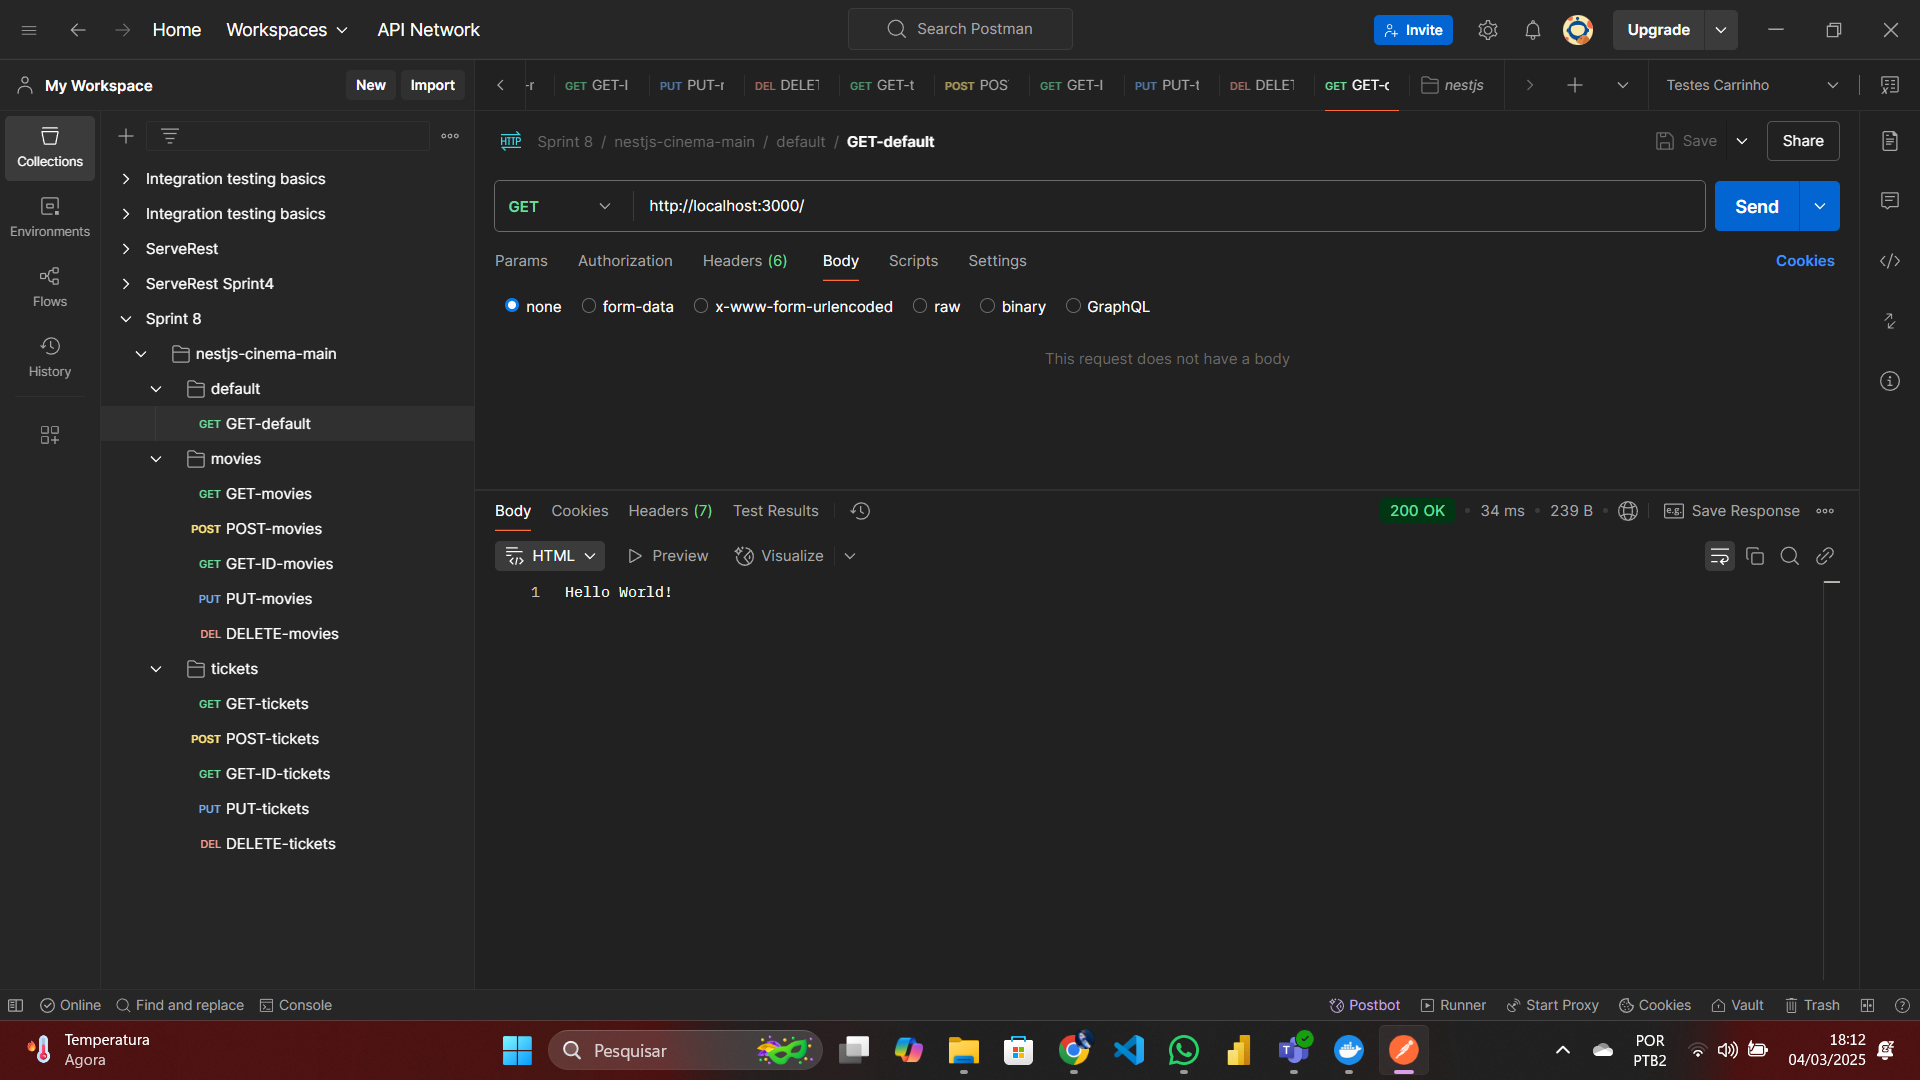 Home Workspaces API Network Search Postman Invite Upgrade
My Workspace New Import
-r GET GET-I PUT PUT-r DEL DELET GET GET-t POST POS GET GET-I PUT PUT-t DEL DELET GET GET-c nestjs Testes Carrinho
Collections
Environments
Flows
History
Integration testing basics
Integration testing basics
ServeRest
ServeRest Sprint4
Sprint 8
nestjs-cinema-main
default
GET GET-default
movies
GET GET-movies
POST POST-movies
GET GET-ID-movies
PUT PUT-movies
DEL DELETE-movies
tickets
GET GET-tickets
POST POST-tickets
GET GET-ID-tickets
PUT PUT-tickets
DEL DELETE-tickets
HTTP Sprint 8 / nestjs-cinema-main / default / GET-default Save Share
GET http://localhost:3000/ Send
Params Authorization Headers (6) Body Scripts Settings Cookies
none form-data x-www-form-urlencoded raw binary GraphQL
This request does not have a body
Body Cookies Headers (7) Test Results 200 OK • 34 ms • 239 B • e.g. Save Response
HTML Preview Visualize
1 Hello World!
Online Find and replace Console Postbot Runner Start Proxy Cookies Vault Trash
Temperatura
Agora
Pesquisar
POR
PTB2
18:12
04/03/2025